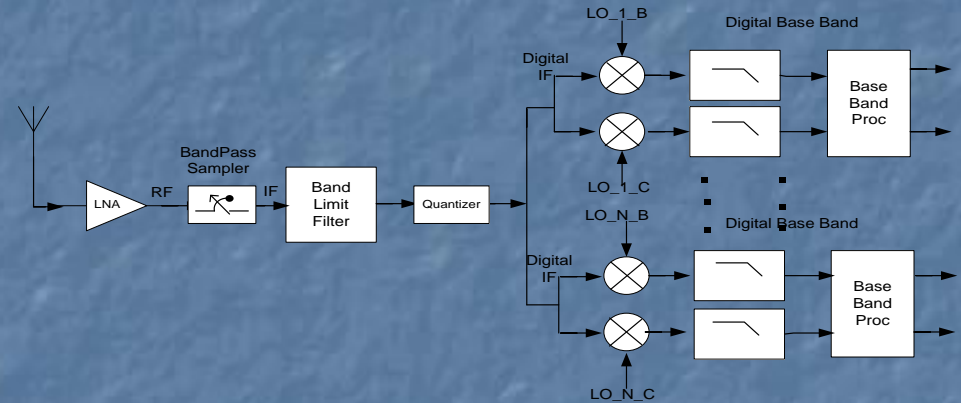 LO_1_B
Digital Base Band
Digital
IF
Base
Band
Proc
BandPass
Sampler
LNA
RF
IF
Band
Limit
Filter
Quantizer
LO_1_C
LO_N_B
Digital Base Band
Digital
IF
Base
Band
Proc
LO_N_C